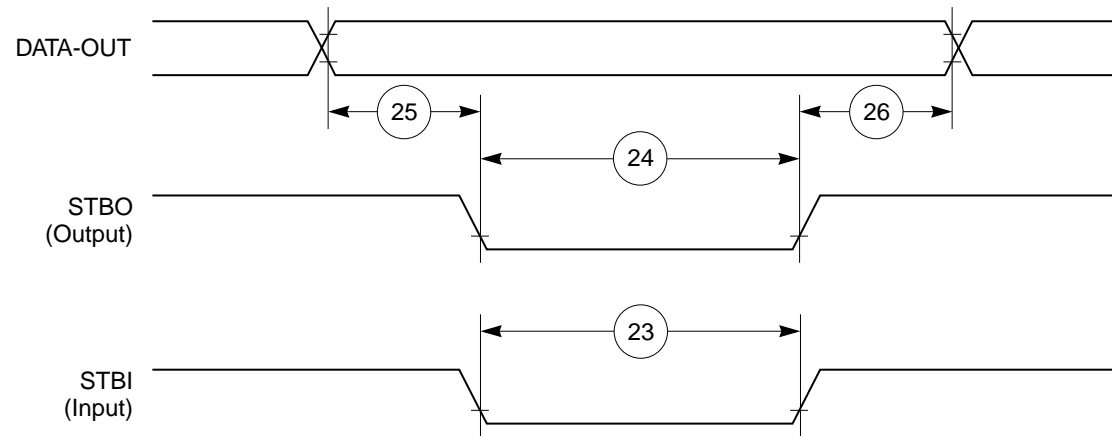 DATA-OUT
25
26
24
STBO
(Output)
23
STBI
(Input)